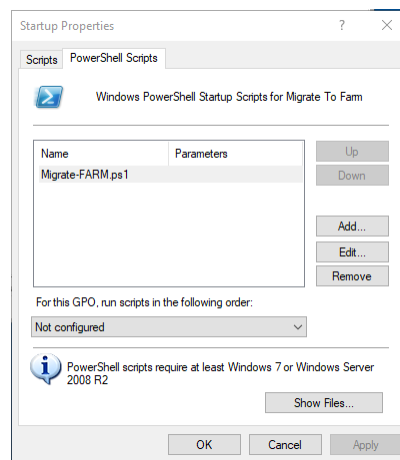 Startup Properties
Scripts
PowerShell Scripts
Windows PowerShell Startup Scripts for Migrate To Farm
Name Parameters
Migrate-FARM.ps1
Up
Down
Add...
Edit...
Remove
For this GPO, run scripts in the following order:
Not configured
PowerShell scripts require at least Windows 7 or Windows Server
2008 R2
Show Files...
OK Cancel Apply